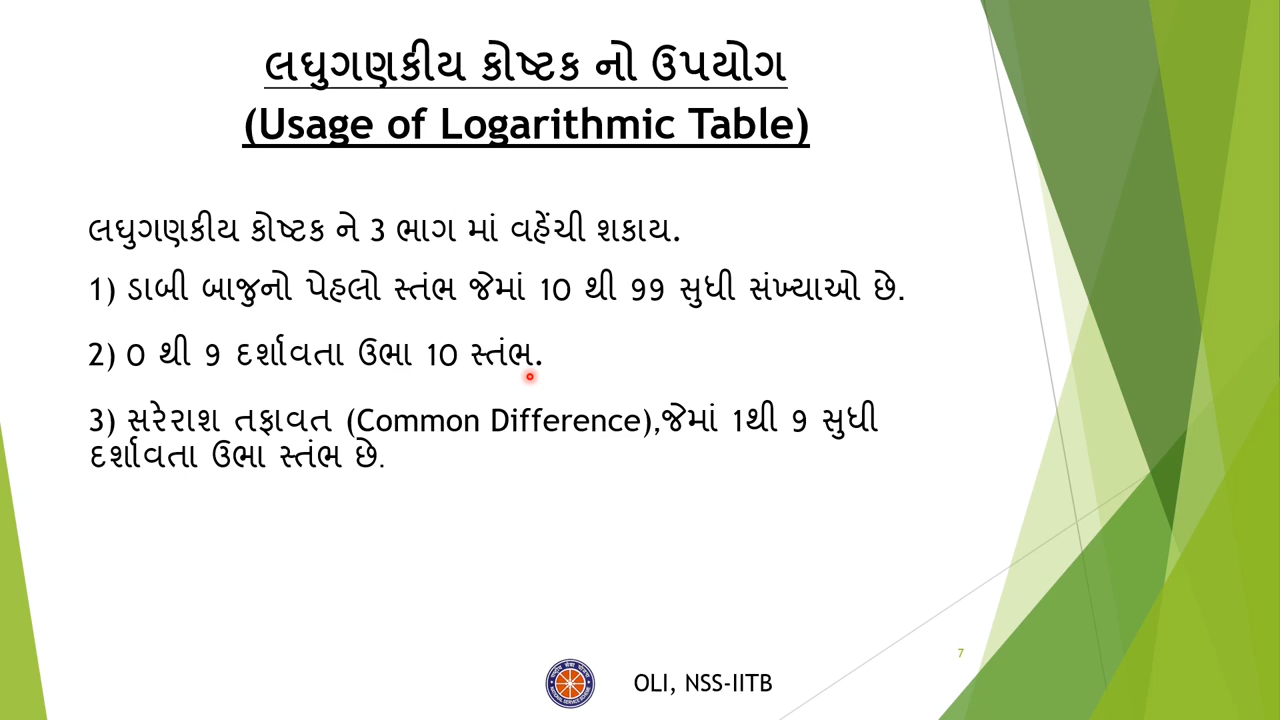 લઘુગણકીય કોષ્ટક નો ઉપયોગ
(Usage of Logarithmic Table)
લઘુગણકીય કોષ્ટક ને 3 ભાગ માં વહેંચી શકાય.
1) ડાબી બાજુનો પેહલો સ્તંભ જેમાં 10 થી 99 સુધી સંખ્યાઓ છે.
2) 0 થી 9 દર્શાવતા ઉભા 10 સ્તંભ.
3) સરેરાશ તફાવત (Common Difference),જેમાં 1થી 9 સુધી
દર્શાવતા ઉભા સ્તંભ છે.
7
OLI, NSS-IITB